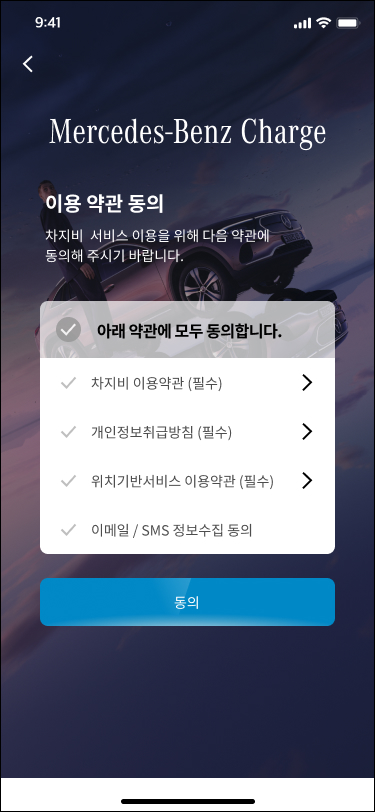 9:41
Mercedes-Benz Charge
이용 약관 동의
차지비 서비스 이용을 위해 다음 약관에
동의해 주시기 바랍니다.
아래 약관에 모두 동의합니다.
차지비 이용약관 (필수)
개인정보취급방침 (필수)
위치기반서비스 이용약관 (필수)
이메일 / SMS 정보수집 동의
동의